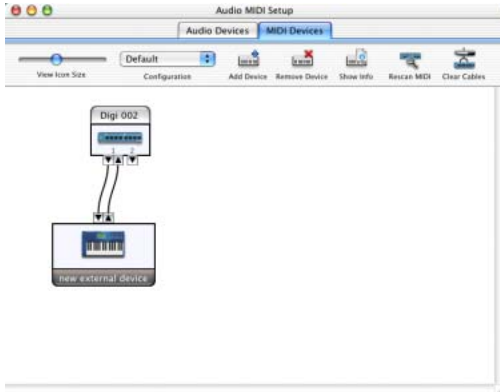 Audio MIDI Setup
Audio Devices MIDI Devices
Default
View Icon Size Configuration Add Device Remove Device Show Info Rescan MIDI Clear Cables
Digi 002
1 2
new external device